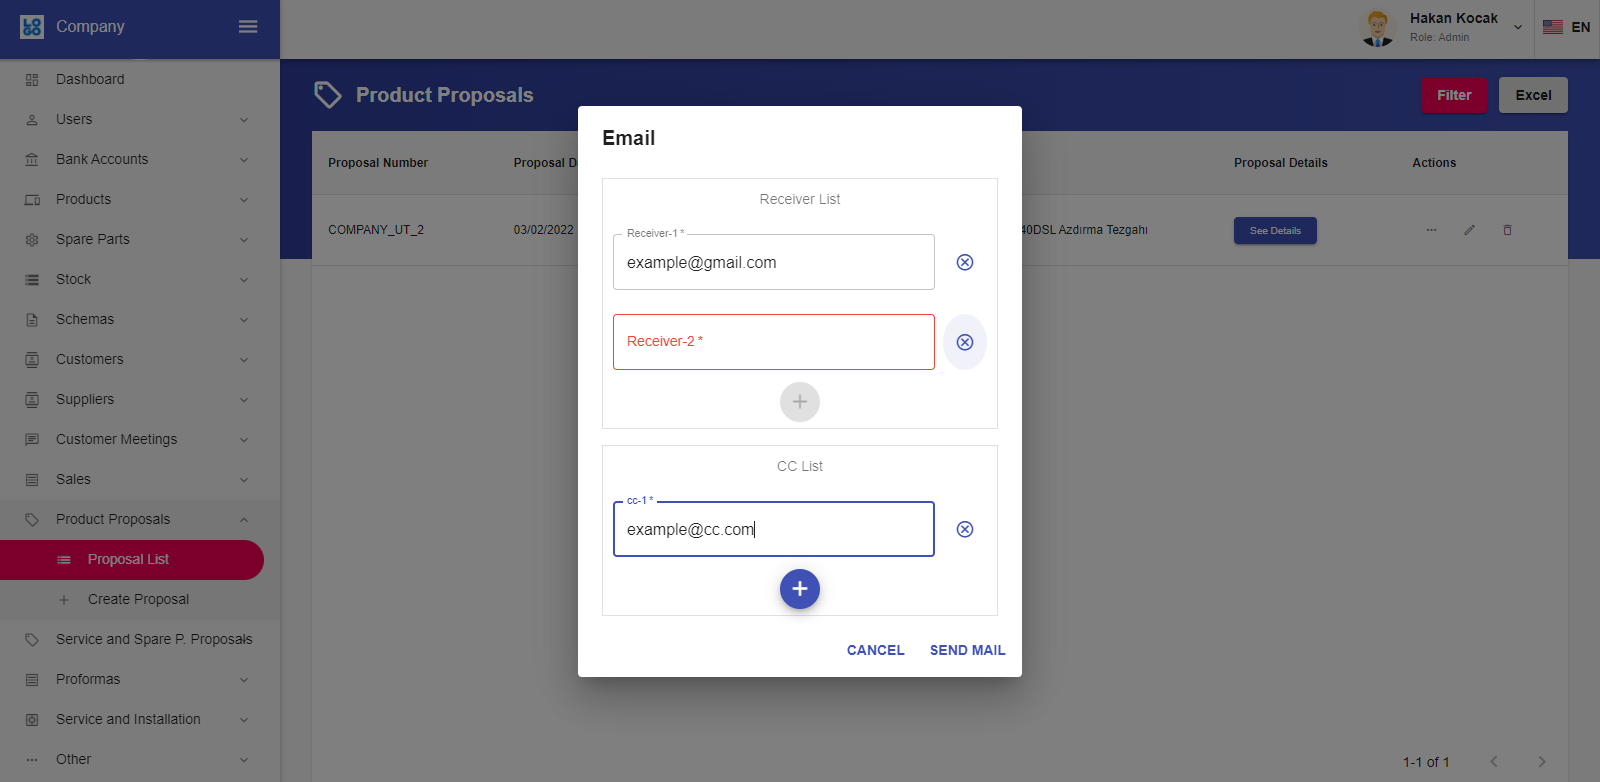 LOGO Company
Hakan Kocak
Role: Admin
EN
Dashboard
Users
Bank Accounts
Products
Spare Parts
Stock
Schemas
Customers
Suppliers
Customer Meetings
Sales
Product Proposals
Proposal List
Create Proposal
Service and Spare P. Proposals
Proformas
Service and Installation
Other
Product Proposals
Filter
Excel
Proposal Number Proposal D Proposal Details Actions
COMPANY_UT_2 03/02/2022 40DSL Azdırma Tezgahı See Details
Email
Receiver List
Receiver-1 *
example@gmail.com
Receiver-2 *
CC List
cc-1 *
example@cc.com
CANCEL SEND MAIL
1-1 of 1